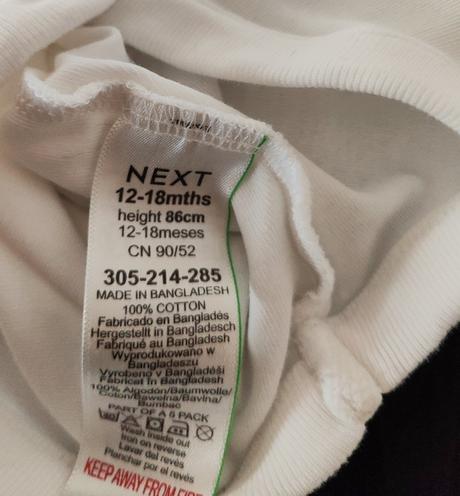 NEXT
12-18mths
height 86cm
12-18meses
CN 90/52
305-214-285
MADE IN BANGLADESH
100% COTTON
Fabricado en Bangladés
Hergestellt in Bangladesch
Fabriqué au Bangladesh
Wyprodukowano w
Bangladeszu
Vyrobeno v Bangladéši
Fabricat în Bangladesh
100% Algodón/Baumwolle/
Coton/Bawełna/Bavlna/
Bumbac
PART OF A 5 PACK
Wash inside out
Iron on reverse
Lavar del revés
Planchar por el revés
KEEP AWAY FROM FIRE